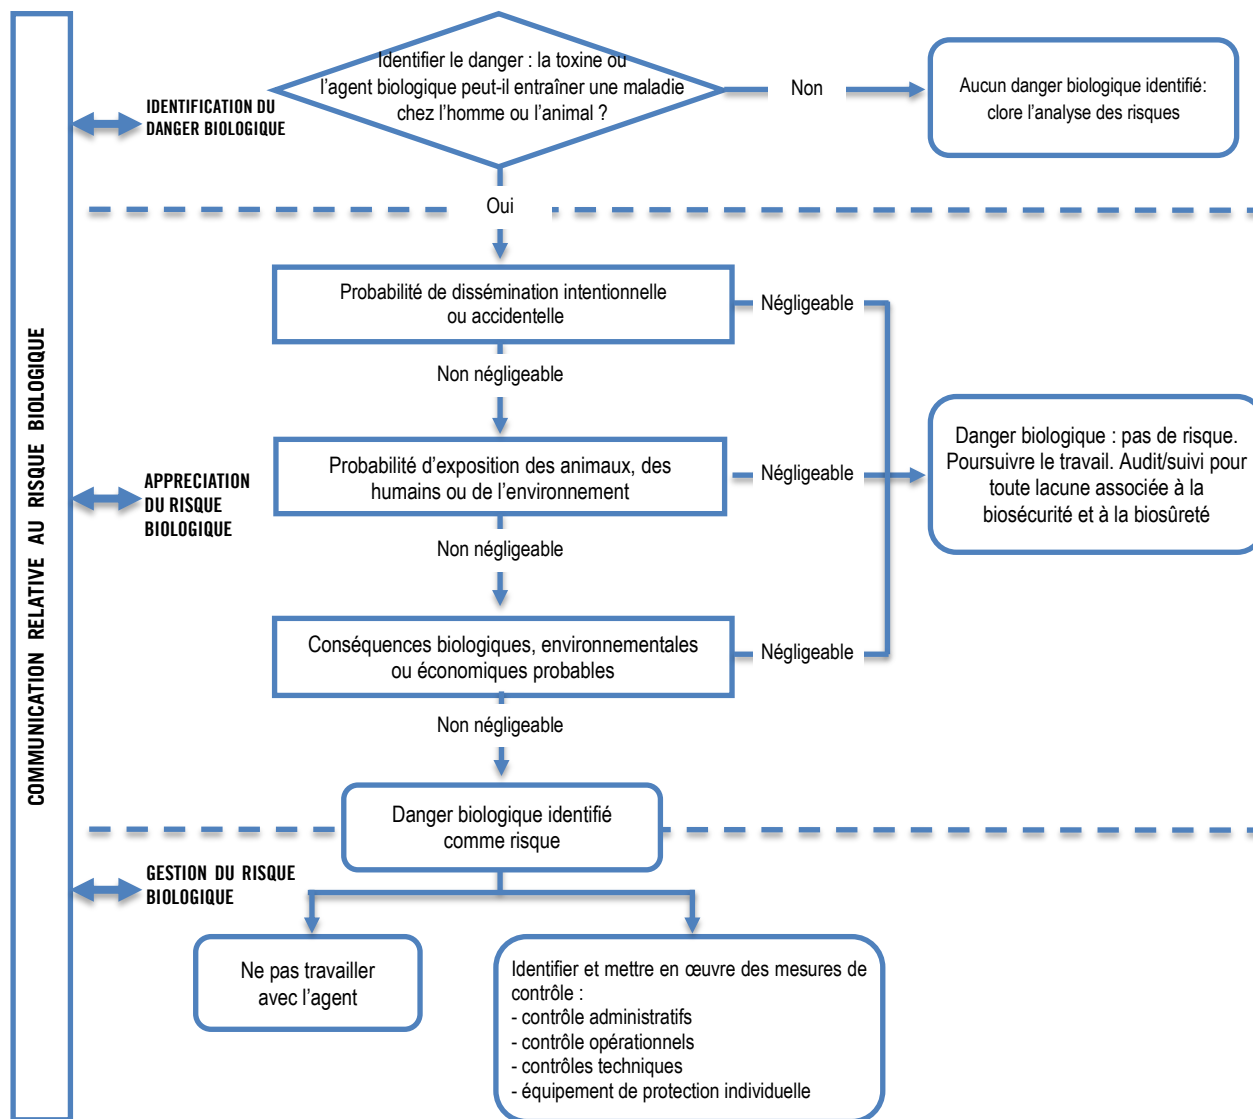 COMMUNICATION RELATIVE AU RISQUE BIOLOGIQUE
Identifier le danger : la toxine ou
l’agent biologique peut-il entraîner une maladie
chez l’homme ou l’animal ?
Non
Aucun danger biologique identifié:
clore l’analyse des risques
IDENTIFICATION DU
DANGER BIOLOGIQUE
Oui
Probabilité de dissémination intentionnelle
ou accidentelle
Négligeable
Non négligeable
APPRECIATION
DU RISQUE
BIOLOGIQUE
Probabilité d’exposition des animaux, des
humains ou de l’environnement
Négligeable
Danger biologique : pas de risque.
Poursuivre le travail. Audit/suivi pour
toute lacune associée à la
biosécurité et à la biosûreté
Non négligeable
Conséquences biologiques, environnementales
ou économiques probables
Négligeable
Non négligeable
Danger biologique identifié
comme risque
GESTION DU RISQUE
BIOLOGIQUE
Ne pas travailler
avec l’agent
Identifier et mettre en œuvre des mesures de
contrôle :
- contrôle administratifs
- contrôle opérationnels
- contrôles techniques
- équipement de protection individuelle